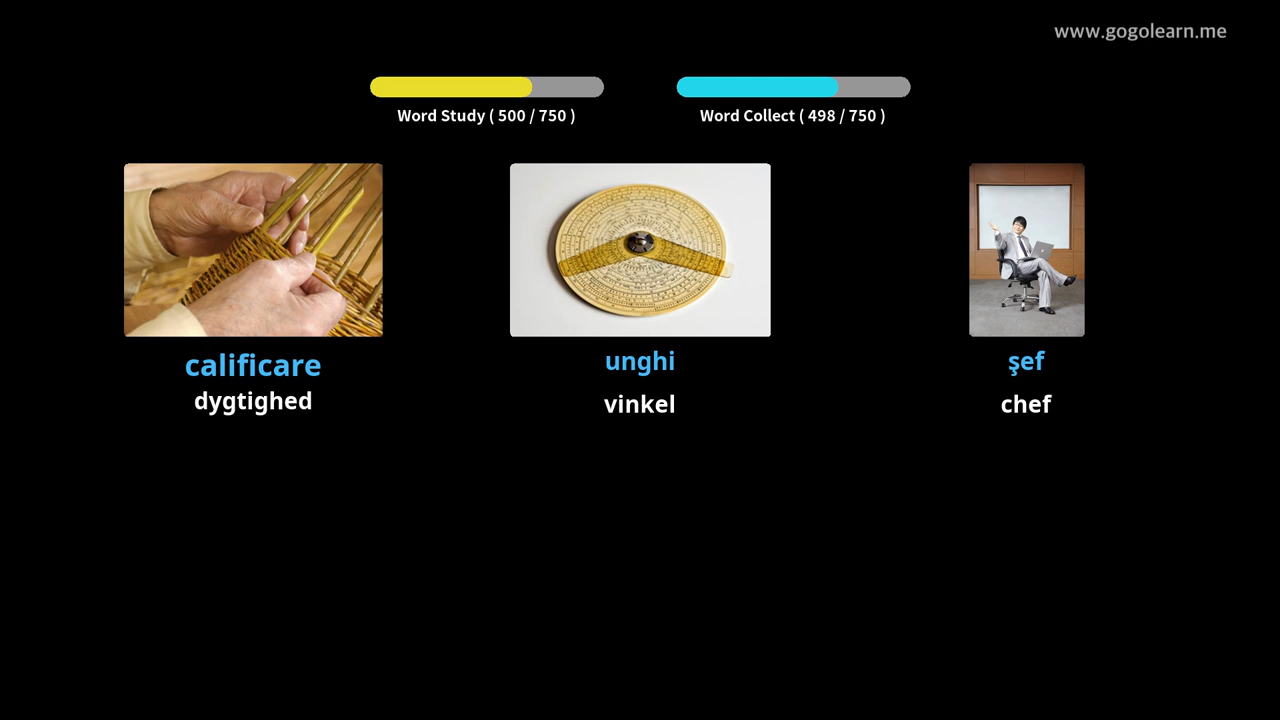 www.gogolearn.me
Word Study ( 500 / 750 )
Word Collect ( 498 / 750 )
calificare
dygtighed
unghi
vinkel
şef
chef